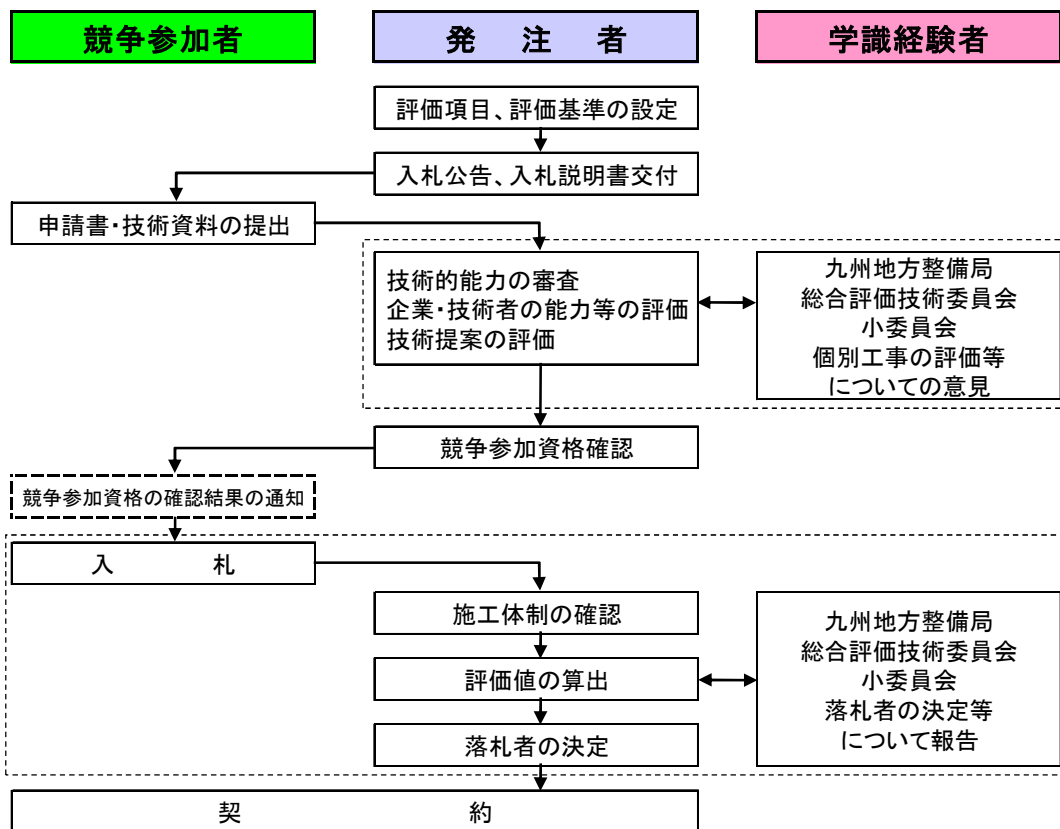 競争参加者
発 注 者
学識経験者
評価項目、評価基準の設定
入札公告、入札説明書交付
申請書・技術資料の提出
技術的能力の審査
企業・技術者の能力等の評価
技術提案の評価
九州地方整備局
総合評価技術委員会
小委員会
個別工事の評価等
についての意見
競争参加資格確認
競争参加資格の確認結果の通知
入 札
施工体制の確認
評価値の算出
落札者の決定
九州地方整備局
総合評価技術委員会
小委員会
落札者の決定等
について報告
契 約